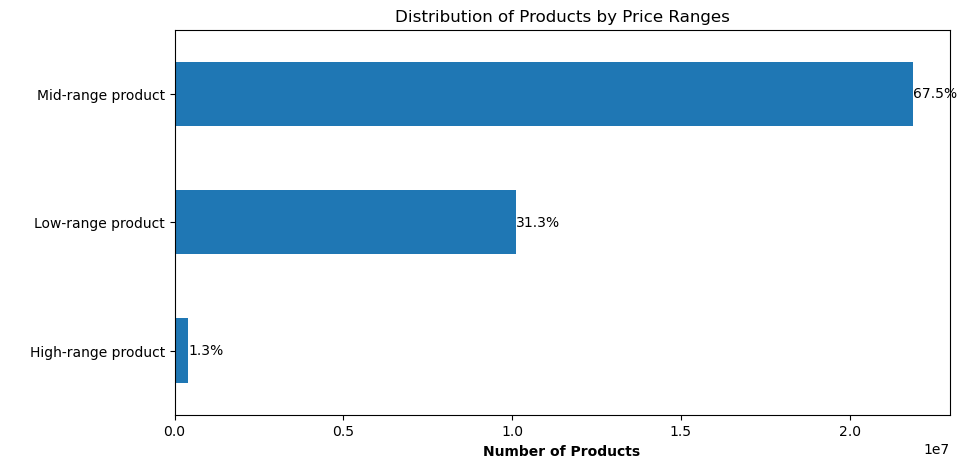 Distribution of Products by Price Ranges
Mid-range product
67.5%
Low-range product
31.3%
High-range product
1.3%
0.0 0.5 1.0 1.5 2.0
1e7
Number of Products